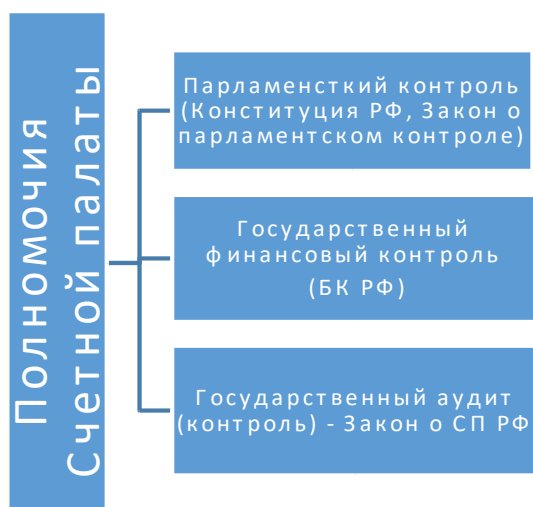 Полномочия
Счетной палаты
Парламенсткий контроль
(Конституция РФ, Закон о
парламентском контроле)
Государственный
финансовый контроль
(БК РФ)
Государственный аудит
(контроль) - Закон о СП РФ